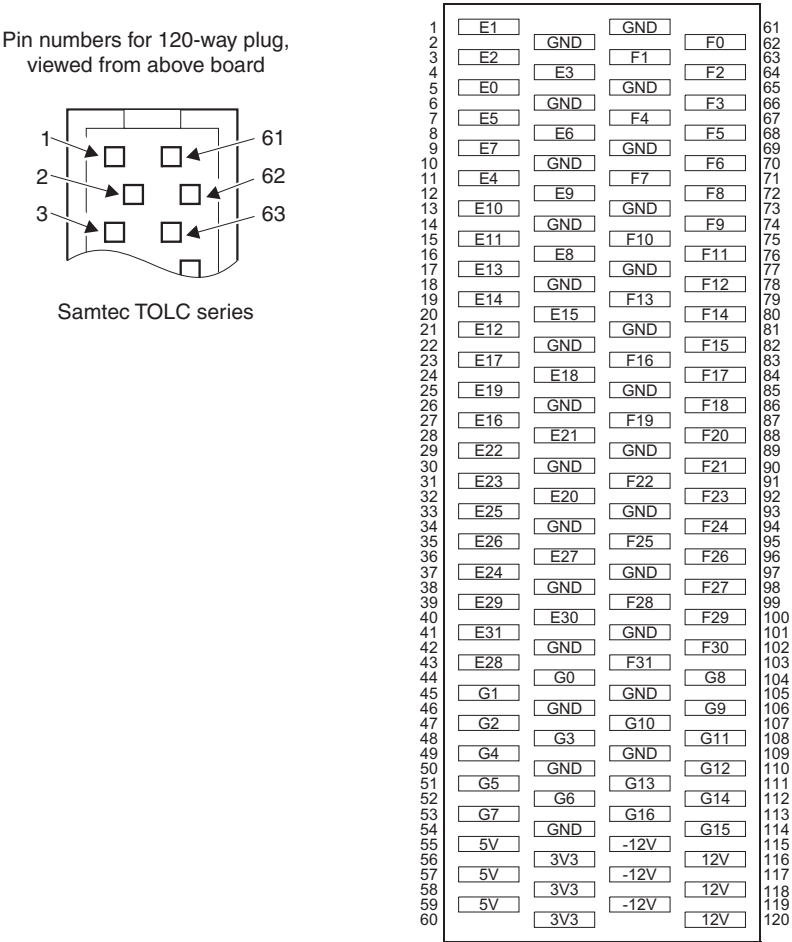 Pin numbers for 120-way plug,
viewed from above board
1 61
2 62
3 63
Samtec TOLC series
1 E1 GND 61
2 GND F0 62
3 E2 F1 63
4 E3 F2 64
5 E0 GND 65
6 GND F3 66
7 E5 F4 67
8 E6 F5 68
9 E7 GND 69
10 GND F6 70
11 E4 F7 71
12 E9 F8 72
13 E10 GND 73
14 GND F9 74
15 E11 F10 75
16 E8 F11 76
17 E13 GND 77
18 GND F12 78
19 E14 F13 79
20 E15 F14 80
21 E12 GND 81
22 GND F15 82
23 E17 F16 83
24 E18 F17 84
25 E19 GND 85
26 GND F18 86
27 E16 F19 87
28 E21 F20 88
29 E22 GND 89
30 GND F21 90
31 E23 F22 91
32 E20 F23 92
33 E25 GND 93
34 GND F24 94
35 E26 F25 95
36 E27 F26 96
37 E24 GND 97
38 GND F27 98
39 E29 F28 99
40 E30 F29 100
41 E31 GND 101
42 GND F30 102
43 E28 F31 103
44 G0 G8 104
45 G1 GND 105
46 GND G9 106
47 G2 G10 107
48 G3 G11 108
49 G4 GND 109
50 GND G12 110
51 G5 G13 111
52 G6 G14 112
53 G7 G16 113
54 GND G15 114
55 5V -12V 115
56 3V3 12V 116
57 5V -12V 117
58 3V3 12V 118
59 5V -12V 119
60 3V3 12V 120